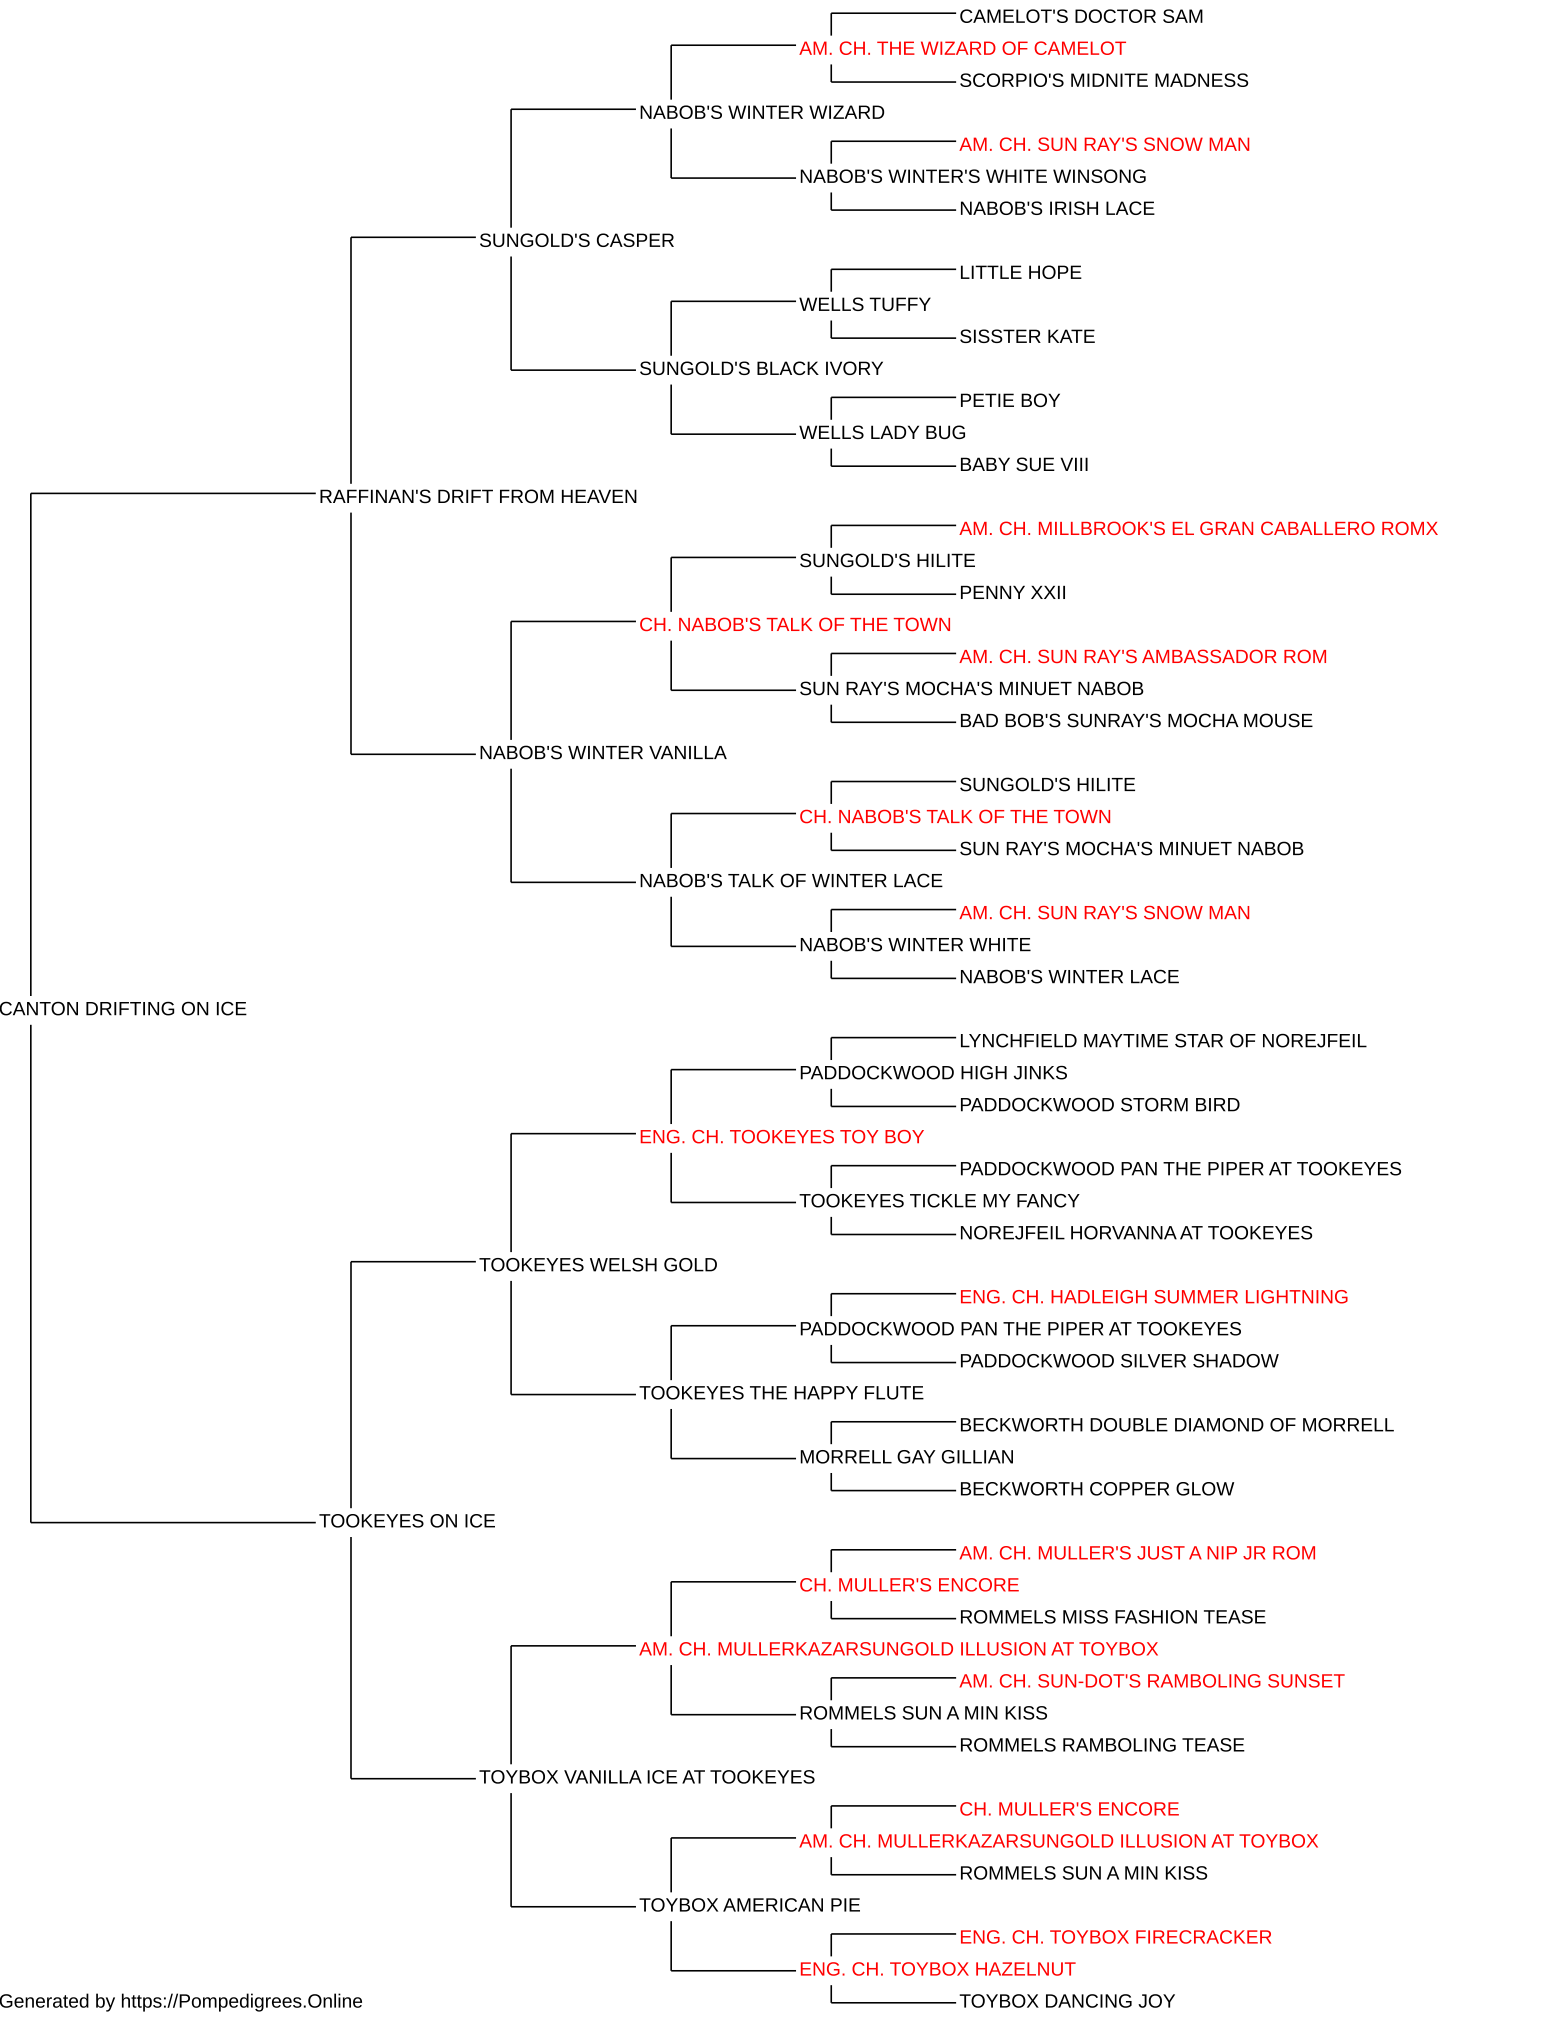 CAMELOT'S DOCTOR SAM
AM. CH. THE WIZARD OF CAMELOT
SCORPIO'S MIDNITE MADNESS
NABOB'S WINTER WIZARD
AM. CH. SUN RAY'S SNOW MAN
NABOB'S WINTER'S WHITE WINSONG
NABOB'S IRISH LACE
SUNGOLD'S CASPER
LITTLE HOPE
WELLS TUFFY
SISSTER KATE
SUNGOLD'S BLACK IVORY
PETIE BOY
WELLS LADY BUG
BABY SUE VIII
RAFFINAN'S DRIFT FROM HEAVEN
AM. CH. MILLBROOK'S EL GRAN CABALLERO ROMX
SUNGOLD'S HILITE
PENNY XXII
CH. NABOB'S TALK OF THE TOWN
AM. CH. SUN RAY'S AMBASSADOR ROM
SUN RAY'S MOCHA'S MINUET NABOB
BAD BOB'S SUNRAY'S MOCHA MOUSE
NABOB'S WINTER VANILLA
SUNGOLD'S HILITE
CH. NABOB'S TALK OF THE TOWN
SUN RAY'S MOCHA'S MINUET NABOB
NABOB'S TALK OF WINTER LACE
AM. CH. SUN RAY'S SNOW MAN
NABOB'S WINTER WHITE
NABOB'S WINTER LACE
CANTON DRIFTING ON ICE
LYNCHFIELD MAYTIME STAR OF NOREJFEIL
PADDOCKWOOD HIGH JINKS
PADDOCKWOOD STORM BIRD
ENG. CH. TOOKEYES TOY BOY
PADDOCKWOOD PAN THE PIPER AT TOOKEYES
TOOKEYES TICKLE MY FANCY
NOREJFEIL HORVANNA AT TOOKEYES
TOOKEYES WELSH GOLD
ENG. CH. HADLEIGH SUMMER LIGHTNING
PADDOCKWOOD PAN THE PIPER AT TOOKEYES
PADDOCKWOOD SILVER SHADOW
TOOKEYES THE HAPPY FLUTE
BECKWORTH DOUBLE DIAMOND OF MORRELL
MORRELL GAY GILLIAN
BECKWORTH COPPER GLOW
TOOKEYES ON ICE
AM. CH. MULLER'S JUST A NIP JR ROM
CH. MULLER'S ENCORE
ROMMELS MISS FASHION TEASE
AM. CH. MULLERKAZARSUNGOLD ILLUSION AT TOYBOX
AM. CH. SUN-DOT'S RAMBOLING SUNSET
ROMMELS SUN A MIN KISS
ROMMELS RAMBOLING TEASE
TOYBOX VANILLA ICE AT TOOKEYES
CH. MULLER'S ENCORE
AM. CH. MULLERKAZARSUNGOLD ILLUSION AT TOYBOX
ROMMELS SUN A MIN KISS
TOYBOX AMERICAN PIE
ENG. CH. TOYBOX FIRECRACKER
ENG. CH. TOYBOX HAZELNUT
TOYBOX DANCING JOY
Generated by https://Pompedigrees.Online